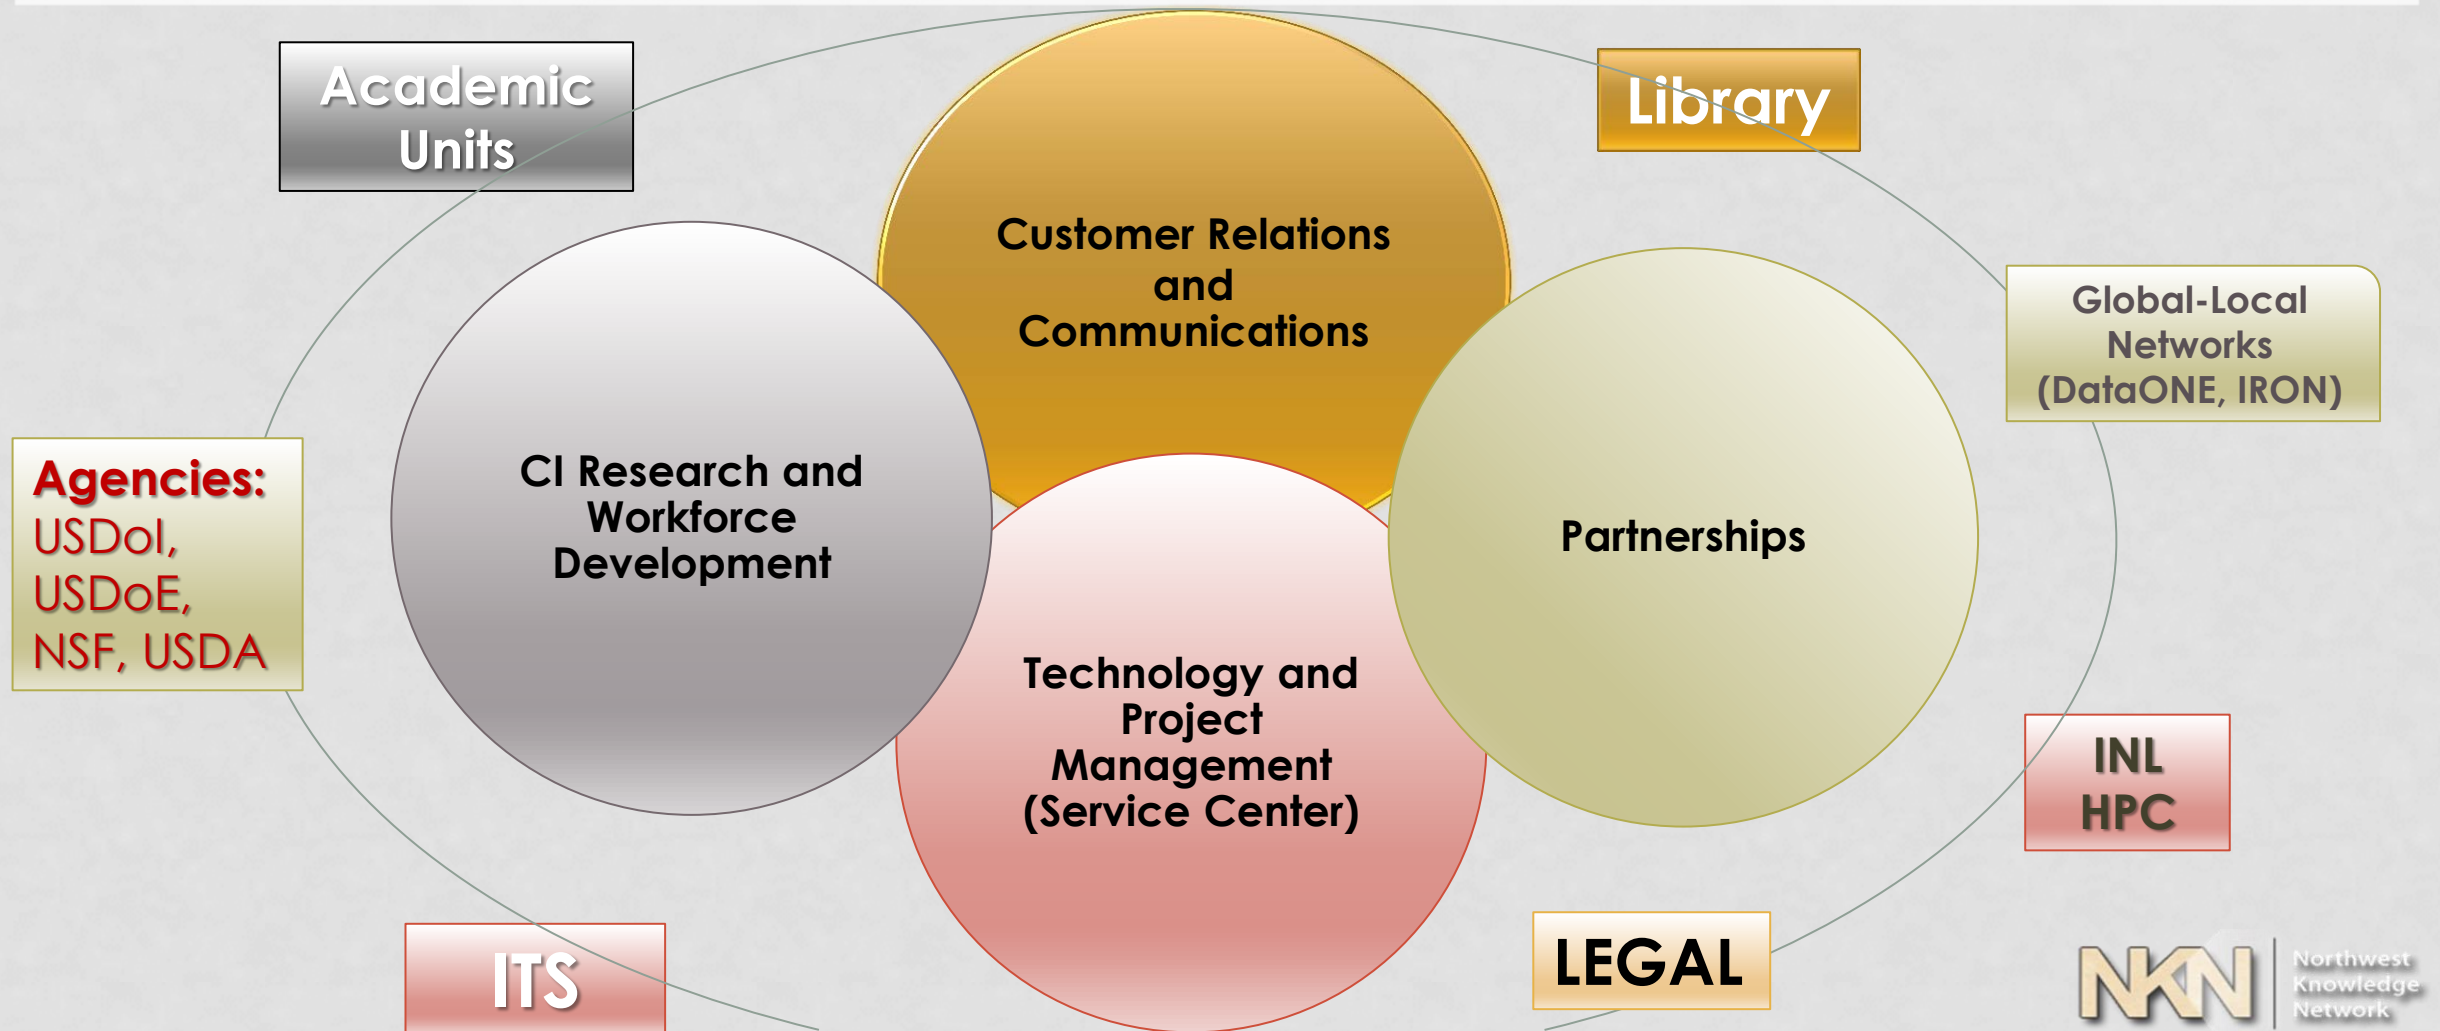 Academic
Units
Library
Customer Relations
and
Communications
Global-Local
Networks
(DataONE, IRON)
Agencies:
USDoI,
USDoE,
NSF, USDA
CI Research and
Workforce
Development
Partnerships
Technology and
Project
Management
(Service Center)
INL
HPC
ITS
LEGAL
NKN
Northwest
Knowledge
Network